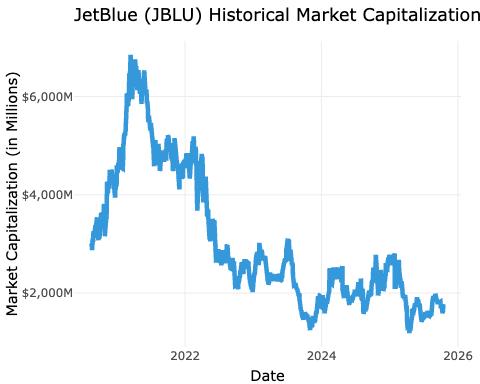 JetBlue (JBLU) Historical Market Capitalization
Market Capitalization (in Millions)
$6,000M
$4,000M
$2,000M
2022
2024
2026
Date